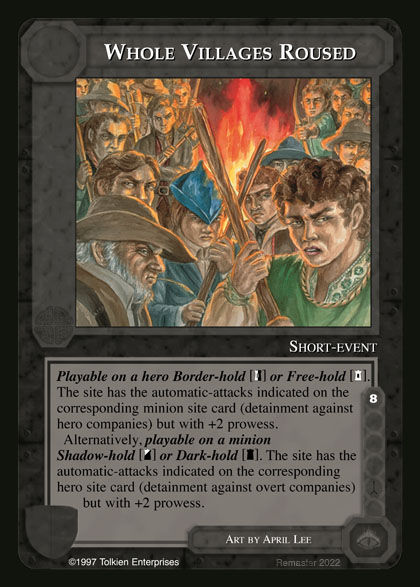 WHOLE VILLAGES ROUSED
SHORT-EVENT
Playable on a hero Border-hold [] or Free-hold [].
The site has the automatic-attacks indicated on the
corresponding minion site card (detainment against
hero companies) but with +2 prowess.
Alternatively, playable on a minion
Shadow-hold [] or Dark-hold []. The site has the
automatic-attacks indicated on the corresponding
hero site card (detainment against overt companies)
but with +2 prowess.
8
ART BY APRIL LEE
©1997 Tolkien Enterprises
Remaster 2022